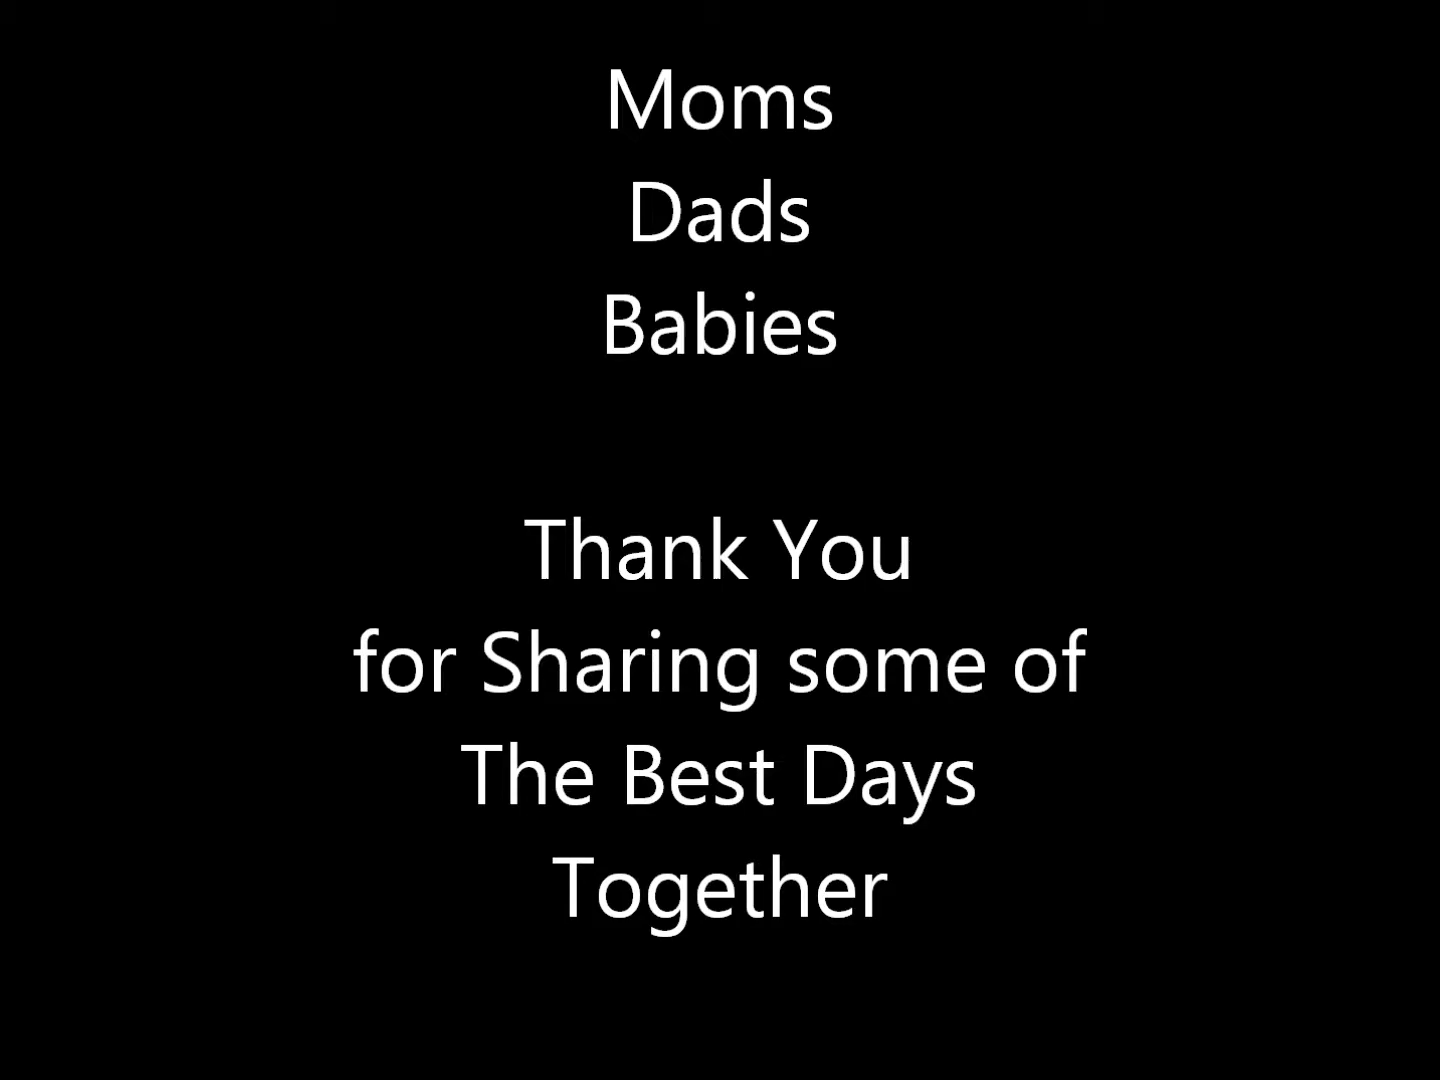 Moms
Dads
Babies
Thank You
for Sharing some of
The Best Days
Together